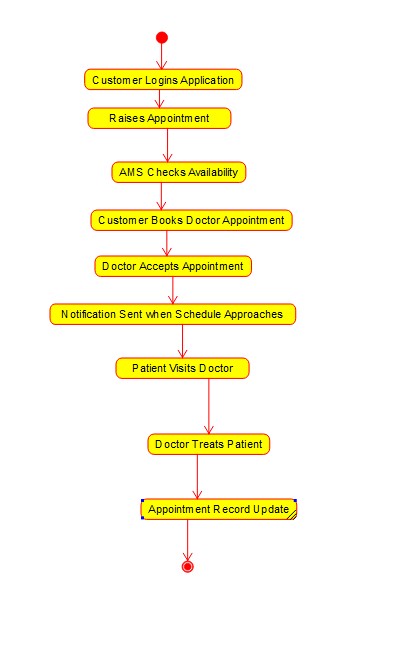 Customer Logins Application
Raises Appointment
AMS Checks Availability
Customer Books Doctor Appointment
Doctor Accepts Appointment
Notification Sent when Schedule Approaches
Patient Visits Doctor
Doctor Treats Patient
Appointment Record Update